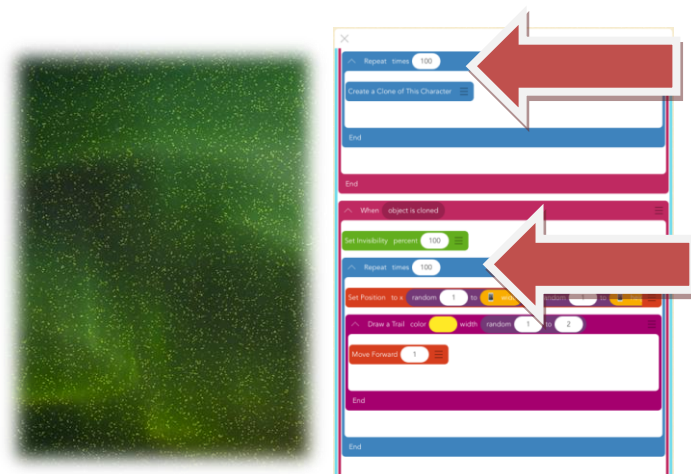 Repeat times 100
Create a Clone of This Character
End
End
When object is cloned
Set Invisibility percent 100
Repeat times 100
Set Position to x random 1 to random 1 to
Draw a Trail color width random 1 to 2
Move Forward 1
End
End